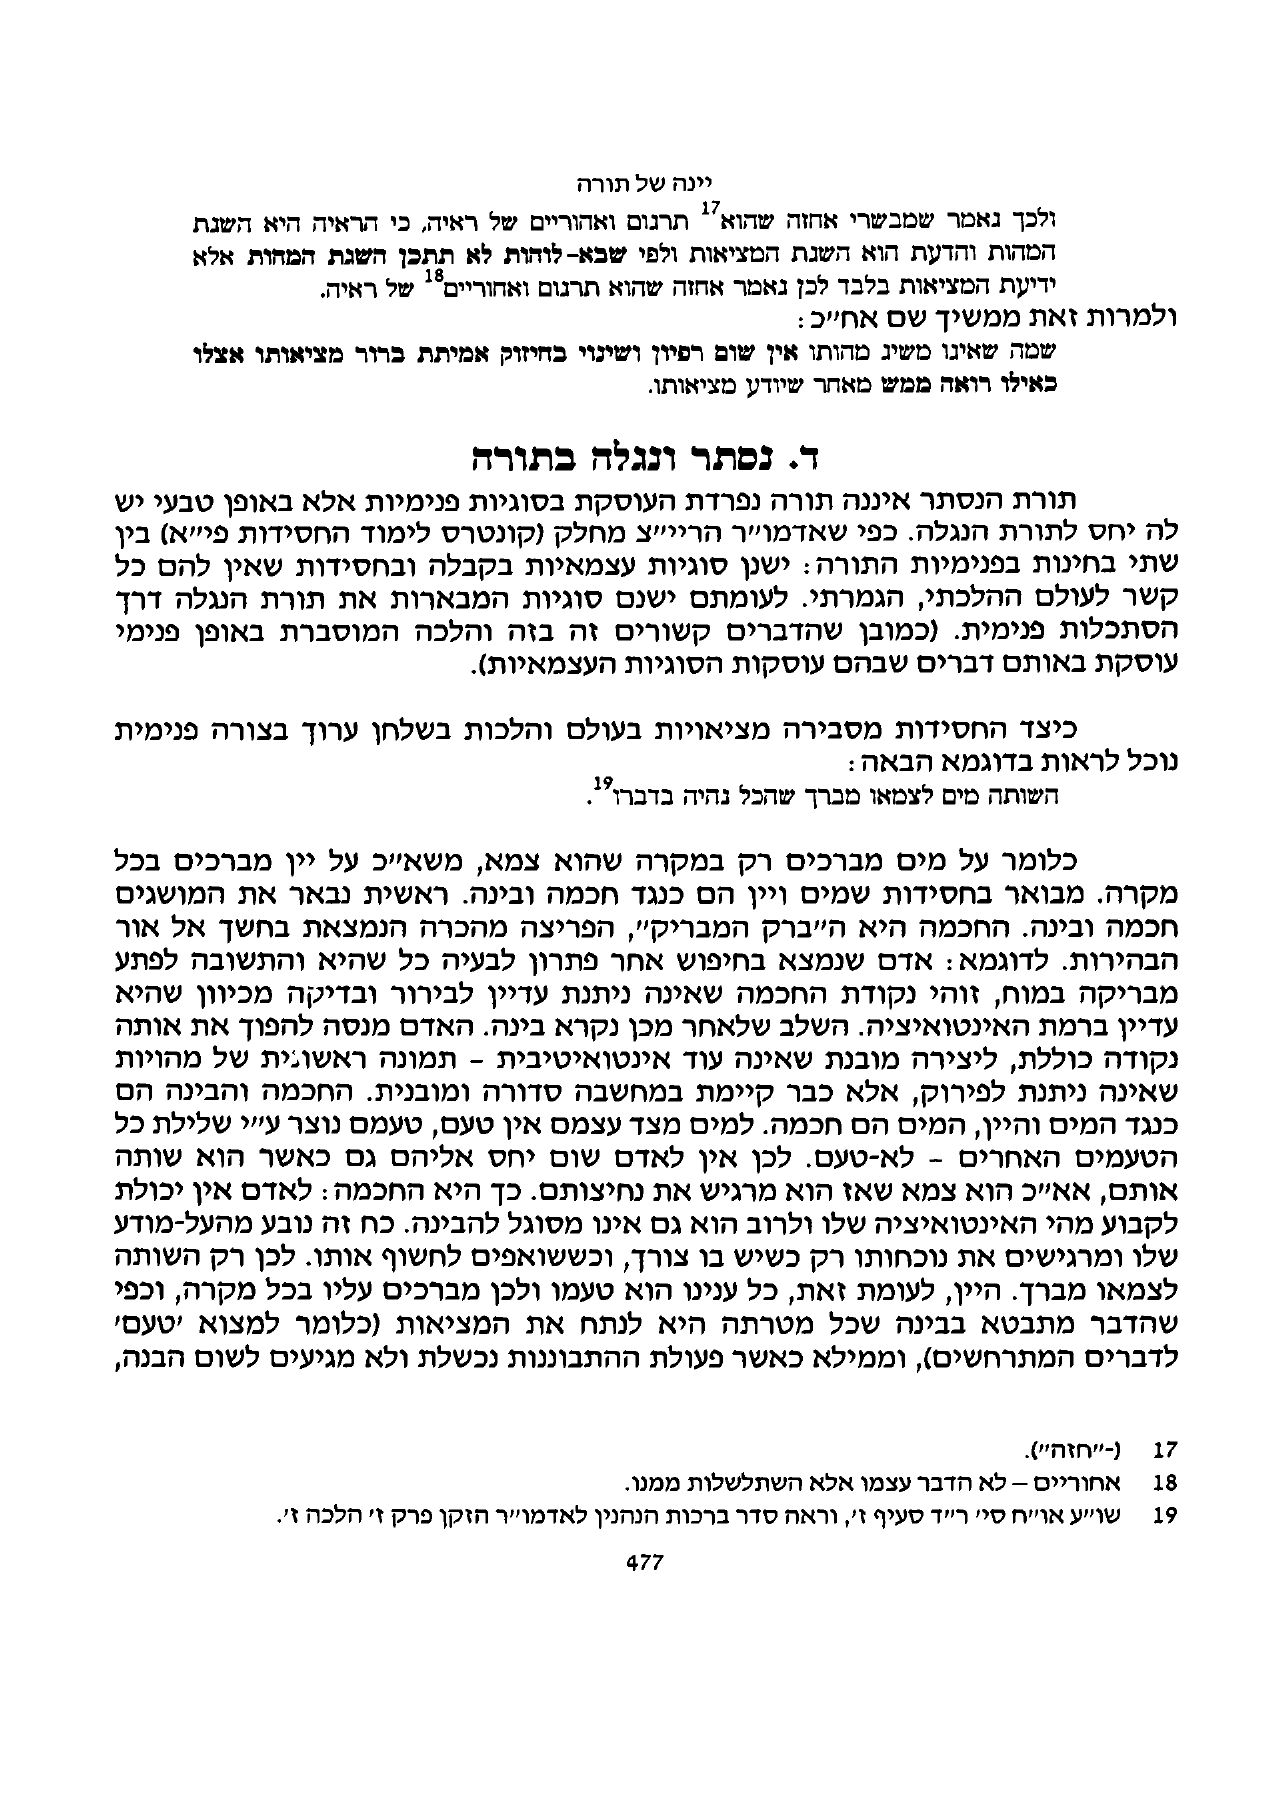 יינה של תורה
ולכך נאמר שמבשרי אחזה שהוא17 תרגום ואהוריים של ראיה, כי הראיה היא השגת
המהות והדעת הוא השגת המציאות ולפי שבא-לוהות לא תתכן השגת המהות אלא
ידיעת המציאות בלבד לכן נאמר אחזה שהוא תרגום ואחוריים18 של ראיה.
ולמרות זאת ממשיך שם אח״כ:
שמה שאינו משיג מהותו אין שום רפיון ושינוי בחיזוק אמיתת ברור מציאותו אצלו
כאילו רואה ממש מאחר שיודע מציאותו.
ד. נסתר ונגלה בתורה
תורת הנסתר איננה תורה נפרדת העוסקת בסוגיות פנימיות אלא באופן טבעי יש
לה יחס לתורת הנגלה. כפי שאדמו״ר הריי״צ מחלק (קונטרס לימוד החסידות פי״א) בין
שתי בחינות בפנימיות התורה: ישנן סוגיות עצמאיות בקבלה ובחסידות שאין להם כל
קשר לעולם ההלכתי, הגמרתי. לעומתם ישנם סוגיות המבארות את תורת הנגלה דרך
הסתכלות פנימית. (כמובן שהדברים קשורים זה בזה והלכה המוסברת באופן פנימי
עוסקת באותם דברים שבהם עוסקות הסוגיות העצמאיות).
כיצד החסידות מסבירה מציאויות בעולם והלכות בשלחן ערוך בצורה פנימית
נוכל לראות בדוגמא הבאה:
השותה מים לצמאו מברך שהכל נהיה בדברו19.
כלומר על מים מברכים רק במקרה שהוא צמא, משא״כ על יין מברכים בכל
מקרה. מבואר בחסידות שמים ויין הם כנגד חכמה ובינה. ראשית נבאר את המושגים
חכמה ובינה. החכמה היא ה״ברק המבריק״, הפריצה מהכרה הנמצאת בחשך אל אור
הבהירות. לדוגמא: אדם שנמצא בחיפוש אחר פתרון לבעיה כל שהיא והתשובה לפתע
מבריקה במוח, זוהי נקודת החכמה שאינה ניתנת עדיין לבירור ובדיקה מכיוון שהיא
עדיין ברמת האינטואיציה. השלב שלאחר מכן נקרא בינה. האדם מנסה להפוך את אותה
נקודה כוללת, ליצירה מובנת שאינה עוד אינטואיטיבית – תמונה ראשונית של מהויות
שאינה ניתנת לפירוק, אלא כבר קיימת במחשבה סדורה ומובנית. החכמה והבינה הם
כנגד המים והיין, המים הם חכמה. למים מצד עצמם אין טעם, טעמם נוצר ע״י שלילת כל
הטעמים האחרים – לא-טעם. לכן אין לאדם שום יחס אליהם גם כאשר הוא שותה
אותם, אא״כ הוא צמא שאז הוא מרגיש את נחיצותם. כך היא החכמה: לאדם אין יכולת
לקבוע מהי האינטואיציה שלו ולרוב הוא גם אינו מסוגל להבינה. כח זה נובע מהעל-מודע
שלו ומרגישים את נוכחותו רק כשיש בו צורך, וכששואפים לחשוף אותו. לכן רק השותה
לצמאו מברך. היין, לעומת זאת, כל ענינו הוא טעמו ולכן מברכים עליו בכל מקרה, וכפי
שהדבר מתבטא בבינה שכל מטרתה היא לנתח את המציאות (כלומר למצוא 'טעם'
לדברים המתרחשים), וממילא כאשר פעולת ההתבוננות נכשלת ולא מגיעים לשום הבנה,
17 (-״חזה״).
18 אחוריים – לא הדבר עצמו אלא השתלשלות ממנו.
19 שו״ע או״ח סי׳ ר״ד סעיף ז׳, וראה סדר ברכות הנהנין לאדמו״ר הזקן פרק ז׳ הלכה ז׳.
477